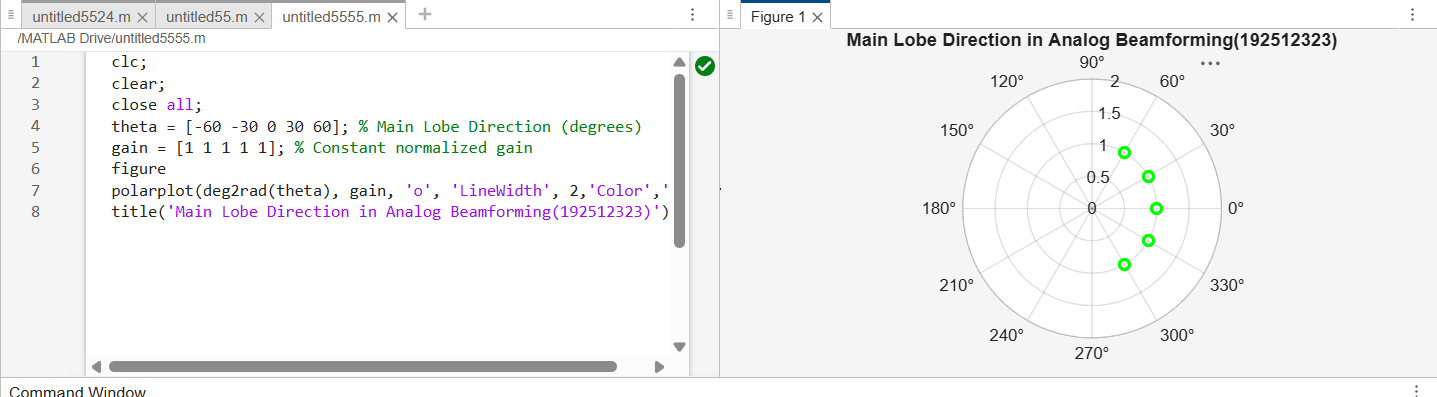 untitled5524.m untitled55.m untitled5555.m
/MATLAB Drive/untitled5555.m
1 clc;
2 clear;
3 close all;
4 theta = [-60 -30 0 30 60]; % Main Lobe Direction (degrees)
5 gain = [1 1 1 1 1]; % Constant normalized gain
6 figure
7 polarplot(deg2rad(theta), gain, 'o', 'LineWidth', 2,'Color','
8 title('Main Lobe Direction in Analog Beamforming(192512323)')
Figure 1
Main Lobe Direction in Analog Beamforming(192512323)
90°
120° 2 60°
1.5
150° 30°
1
0.5
180° 0 0°
210° 330°
240° 300°
270°
Command Window